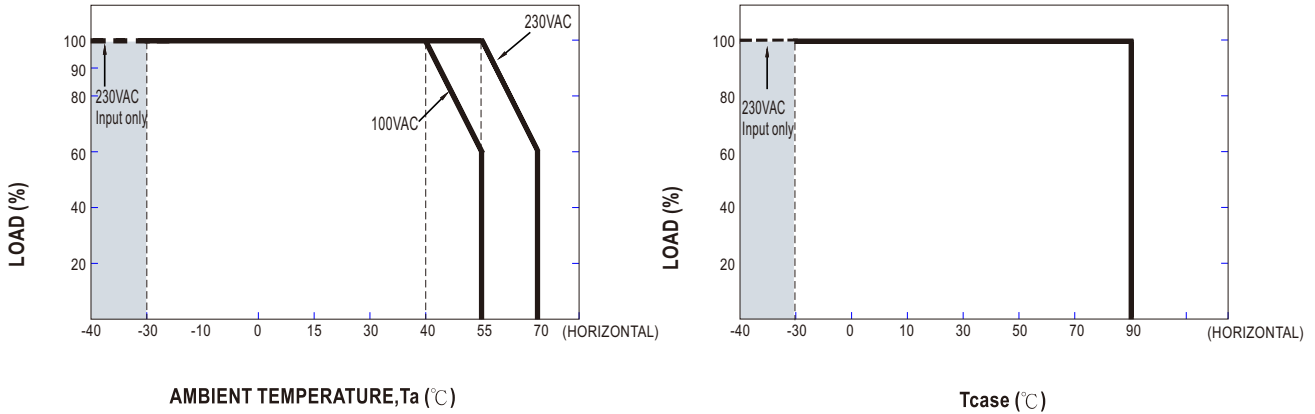 230VAC
100
90
80
60
40
20
230VAC
Input only
100VAC
LOAD (%)
-40 -30 -10 0 15 30 40 55 70 (HORIZONTAL)
AMBIENT TEMPERATURE,Ta (℃)
100
80
60
40
20
230VAC
Input only
LOAD (%)
-40 -30 0 10 30 50 70 90 (HORIZONTAL)
Tcase (℃)